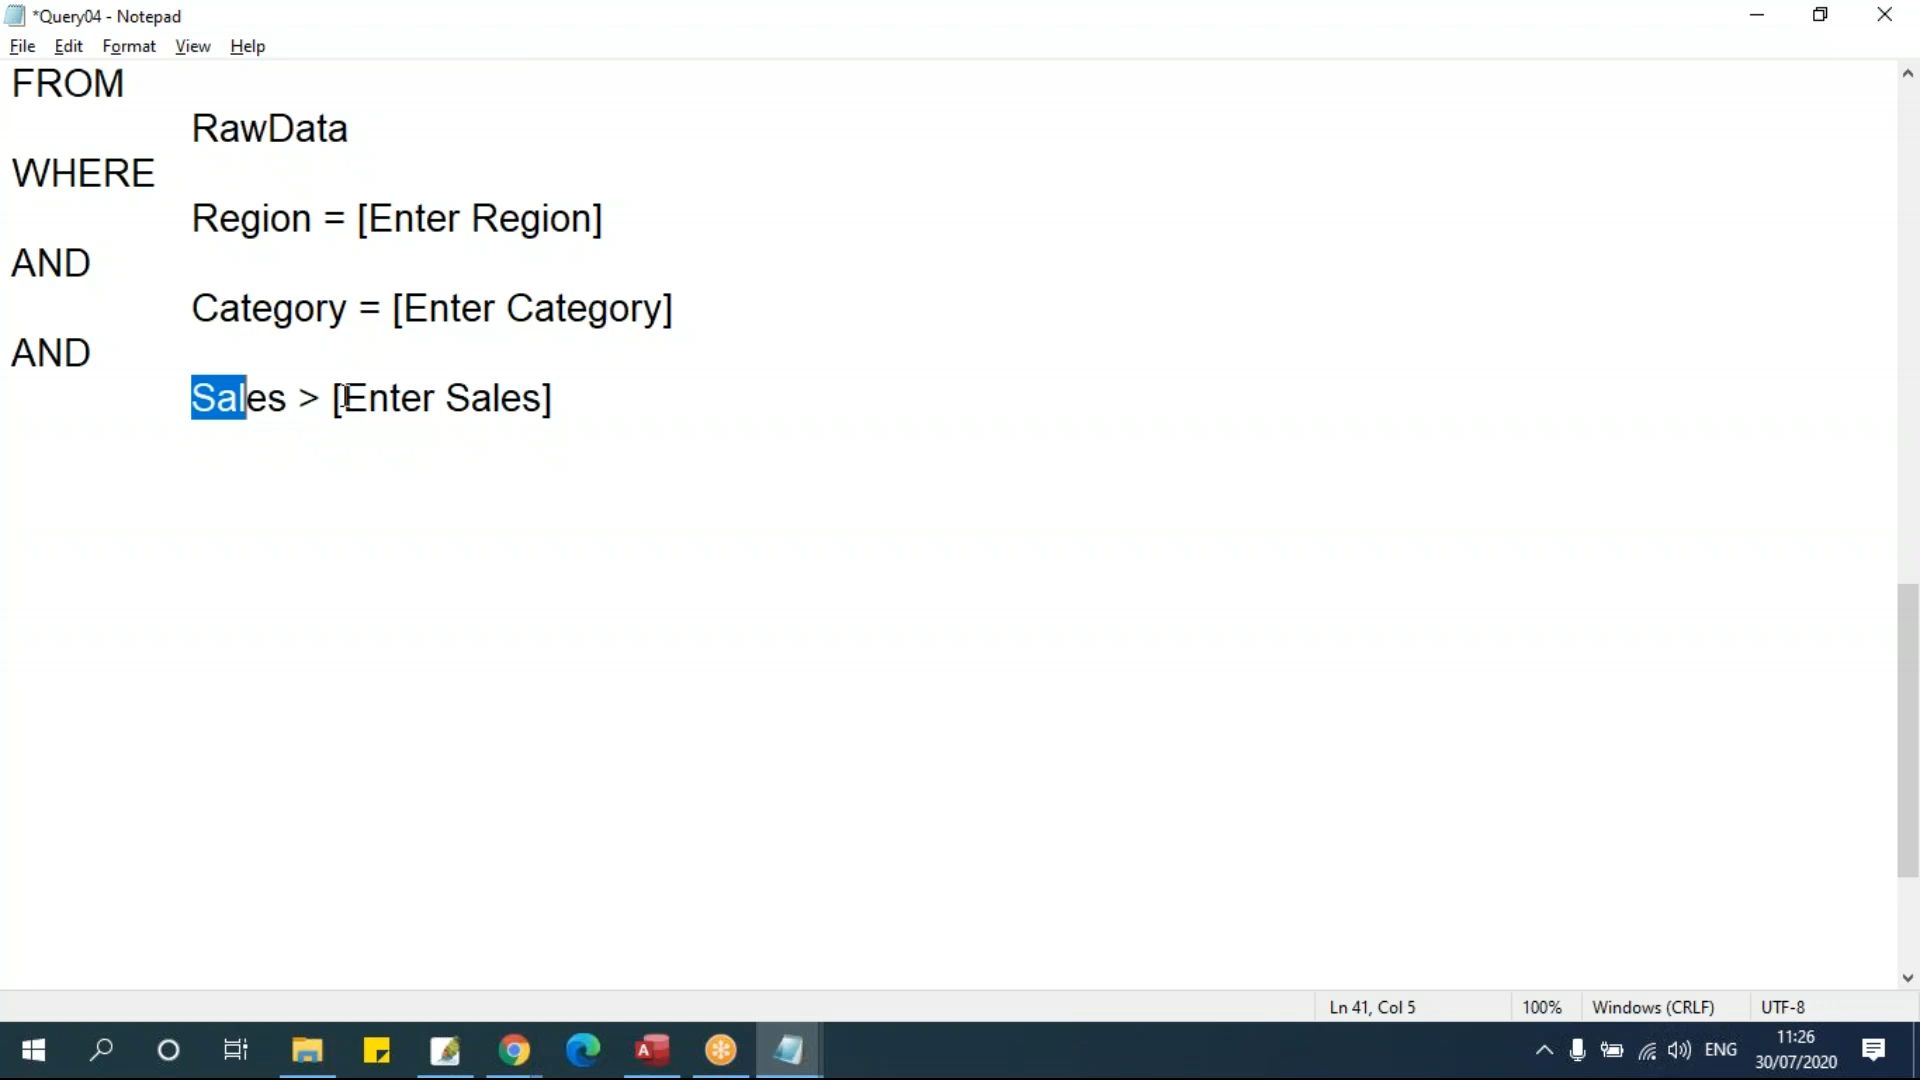 *Query04 - Notepad
File Edit Format View Help
FROM
RawData
WHERE
Region = [Enter Region]
AND
Category = [Enter Category]
AND
Sales > [Enter Sales]
Ln 41, Col 5 100% Windows (CRLF) UTF-8
A ENG 11:26
30/07/2020